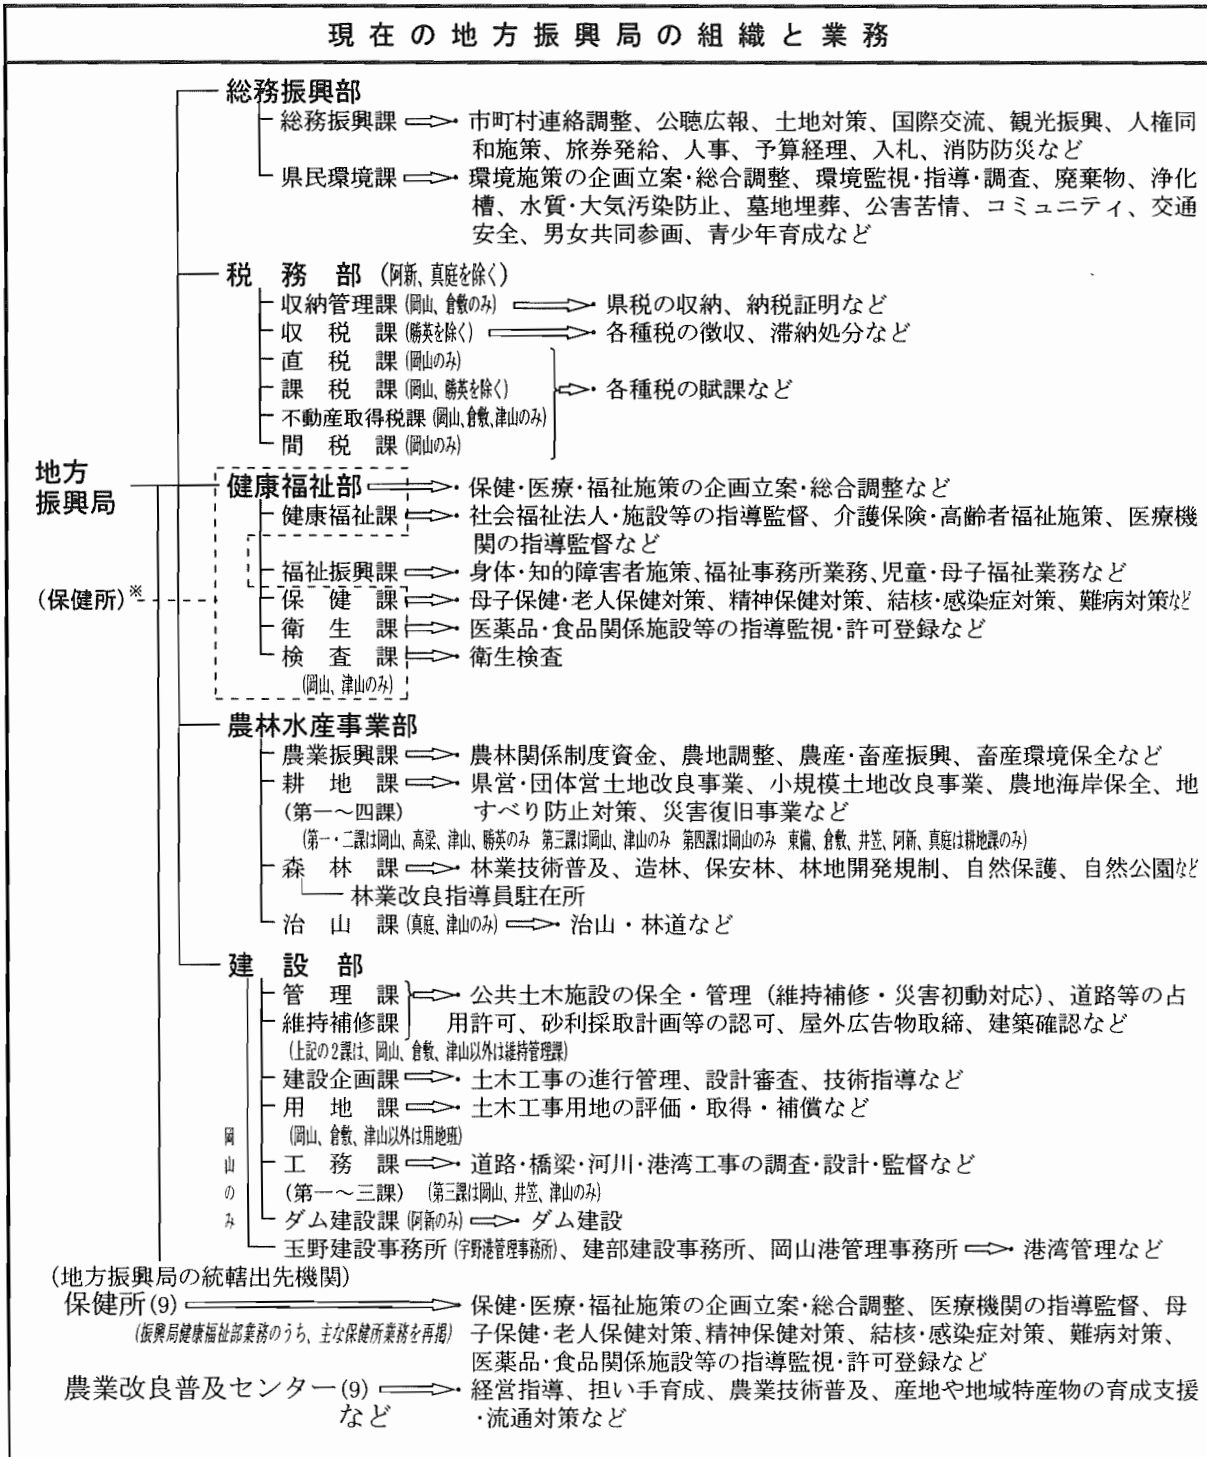 現在の地方振興局の組織と業務
総務振興部
総務振興課 市町村連絡調整、公聴広報、土地対策、国際交流、観光振興、人権同
和施策、旅券発給、人事、予算経理、入札、消防防災など
県民環境課 環境施策の企画立案・総合調整、環境監視・指導・調査、廃棄物、浄化
槽、水質・大気汚染防止、墓地埋葬、公害苦情、コミュニティ、交通
安全、男女共同参画、青少年育成など
税務部(阿新、真庭を除く)
収納管理課(岡山、倉敷のみ) 県税の収納、納税証明など
収税課(勝英を除く) 各種税の徴収、滞納処分など
直税課(岡山のみ)
課税課(岡山、勝英を除く) 各種税の賦課など
不動産取得税課(岡山、倉敷、津山のみ)
間税課(岡山のみ)
地方
振興局
健康福祉部 保健・医療・福祉施策の企画立案・総合調整など
健康福祉課 社会福祉法人・施設等の指導監督、介護保険・高齢者福祉施策、医療機
関の指導監督など
福祉振興課 身体・知的障害者施策、福祉事務所業務、児童・母子福祉業務など
(保健所)※
保健課 母子保健・老人保健対策、精神保健対策、結核・感染症対策、難病対策など
衛生課 医薬品・食品関係施設等の指導監視・許可登録など
検査課 衛生検査
(岡山、津山のみ)
農林水産事業部
農業振興課 農林関係制度資金、農地調整、農産・畜産振興、畜産環境保全など
耕地課 県営・団体営土地改良事業、小規模土地改良事業、農地海岸保全、地
(第一〜四課) すべり防止対策、災害復旧事業など
(第一・二課は岡山、高梁、津山、勝英のみ 第三課は岡山、津山のみ 第四課は岡山のみ 東備、倉敷、井笠、阿新、真庭は耕地課のみ)
森林課 林業技術普及、造林、保安林、林地開発規制、自然保護、自然公園など
林業改良指導員駐在所
治山課(真庭、津山のみ) 治山・林道など
建設部
管理課 公共土木施設の保全・管理(維持補修・災害初動対応)、道路等の占
維持補修課 用許可、砂利採取計画等の認可、屋外広告物取締、建築確認など
(上記の2課は、岡山、倉敷、津山以外は維持管理課)
建設企画課 土木工事の進行管理、設計審査、技術指導など
用地課 土木工事用地の評価・取得・補償など
(岡山、倉敷、津山以外は用地班)
工務課 道路・橋梁・河川・港湾工事の調査・設計・監督など
(第一〜三課) (第三課は岡山、井笠、津山のみ)
ダム建設課(阿新のみ) ダム建設
岡山のみ
玉野建設事務所(宇野港管理事務所)、建部建設事務所、岡山港管理事務所 港湾管理など
(地方振興局の統轄出先機関)
保健所(9) 保健・医療・福祉施策の企画立案・総合調整、医療機関の指導監督、母
(振興局健康福祉部業務のうち、主な保健所業務を再掲) 子保健・老人保健対策、精神保健対策、結核・感染症対策、難病対策、
医薬品・食品関係施設等の指導監視・許可登録など
農業改良普及センター(9) 経営指導、担い手育成、農業技術普及、産地や地域特産物の育成支援
など ・流通対策など